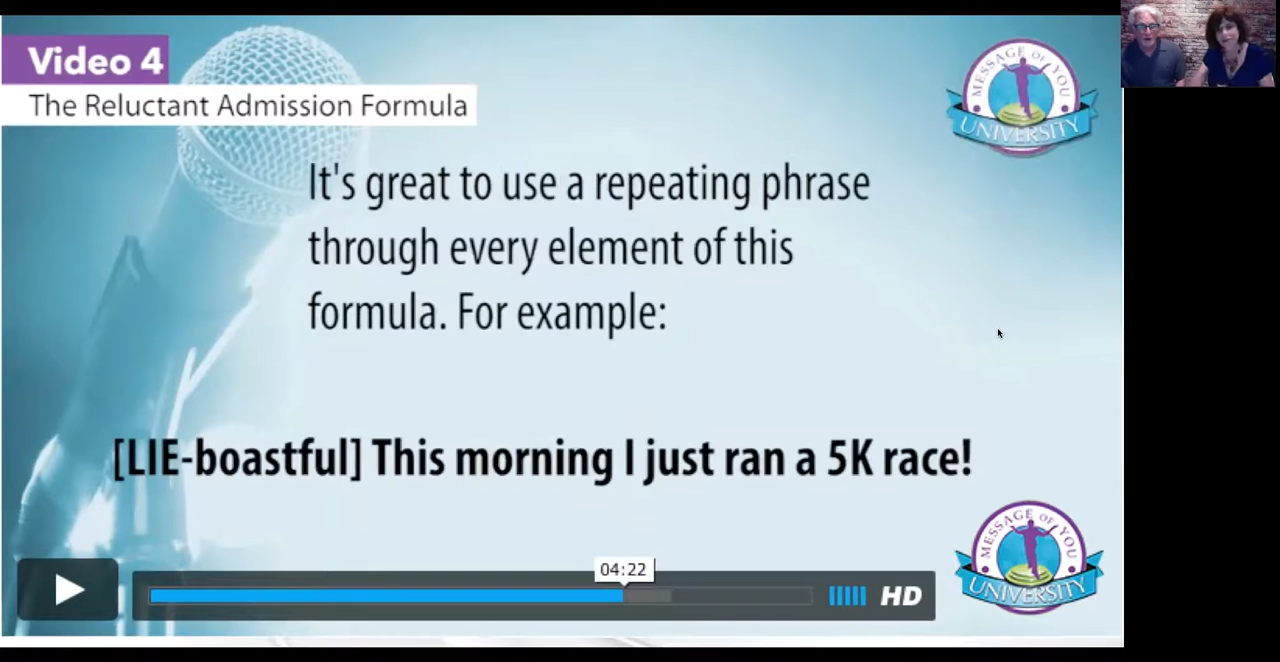 Video 4
The Reluctant Admission Formula
MESSAGE OF YOU
UNIVERSITY
It's great to use a repeating phrase
through every element of this
formula. For example:
[LIE-boastful] This morning I just ran a 5K race!
04:22
HD
MESSAGE OF YOU
UNIVERSITY